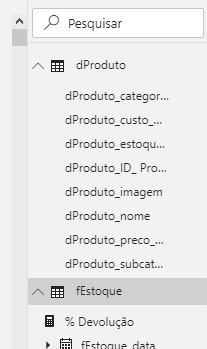 Pesquisar
dProduto
dProduto_categor...
dProduto_custo_...
dProduto_estoqu...
dProduto_ID_ Pro...
dProduto_imagem
dProduto_nome
dProduto_preco_...
dProduto_subcat...
fEstoque
% Devolução
fEstoque_data